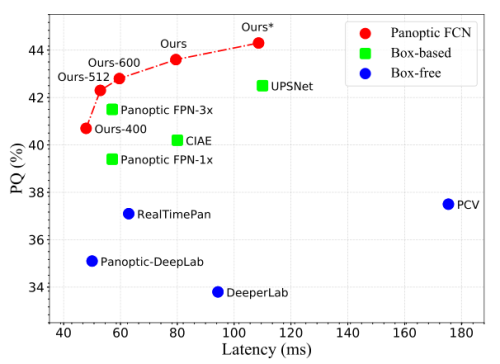 Ours*
Panoptic FCN
Box-based
Box-free
44
Ours
Ours-600
Ours-512
UPSNet
42
Panoptic FPN-3x
Ours-400
CIAE
40
Panoptic FPN-1x
PQ (%)
38
PCV
RealTimePan
36
Panoptic-DeepLab
34
DeeperLab
40 60 80 100 120 140 160 180
Latency (ms)